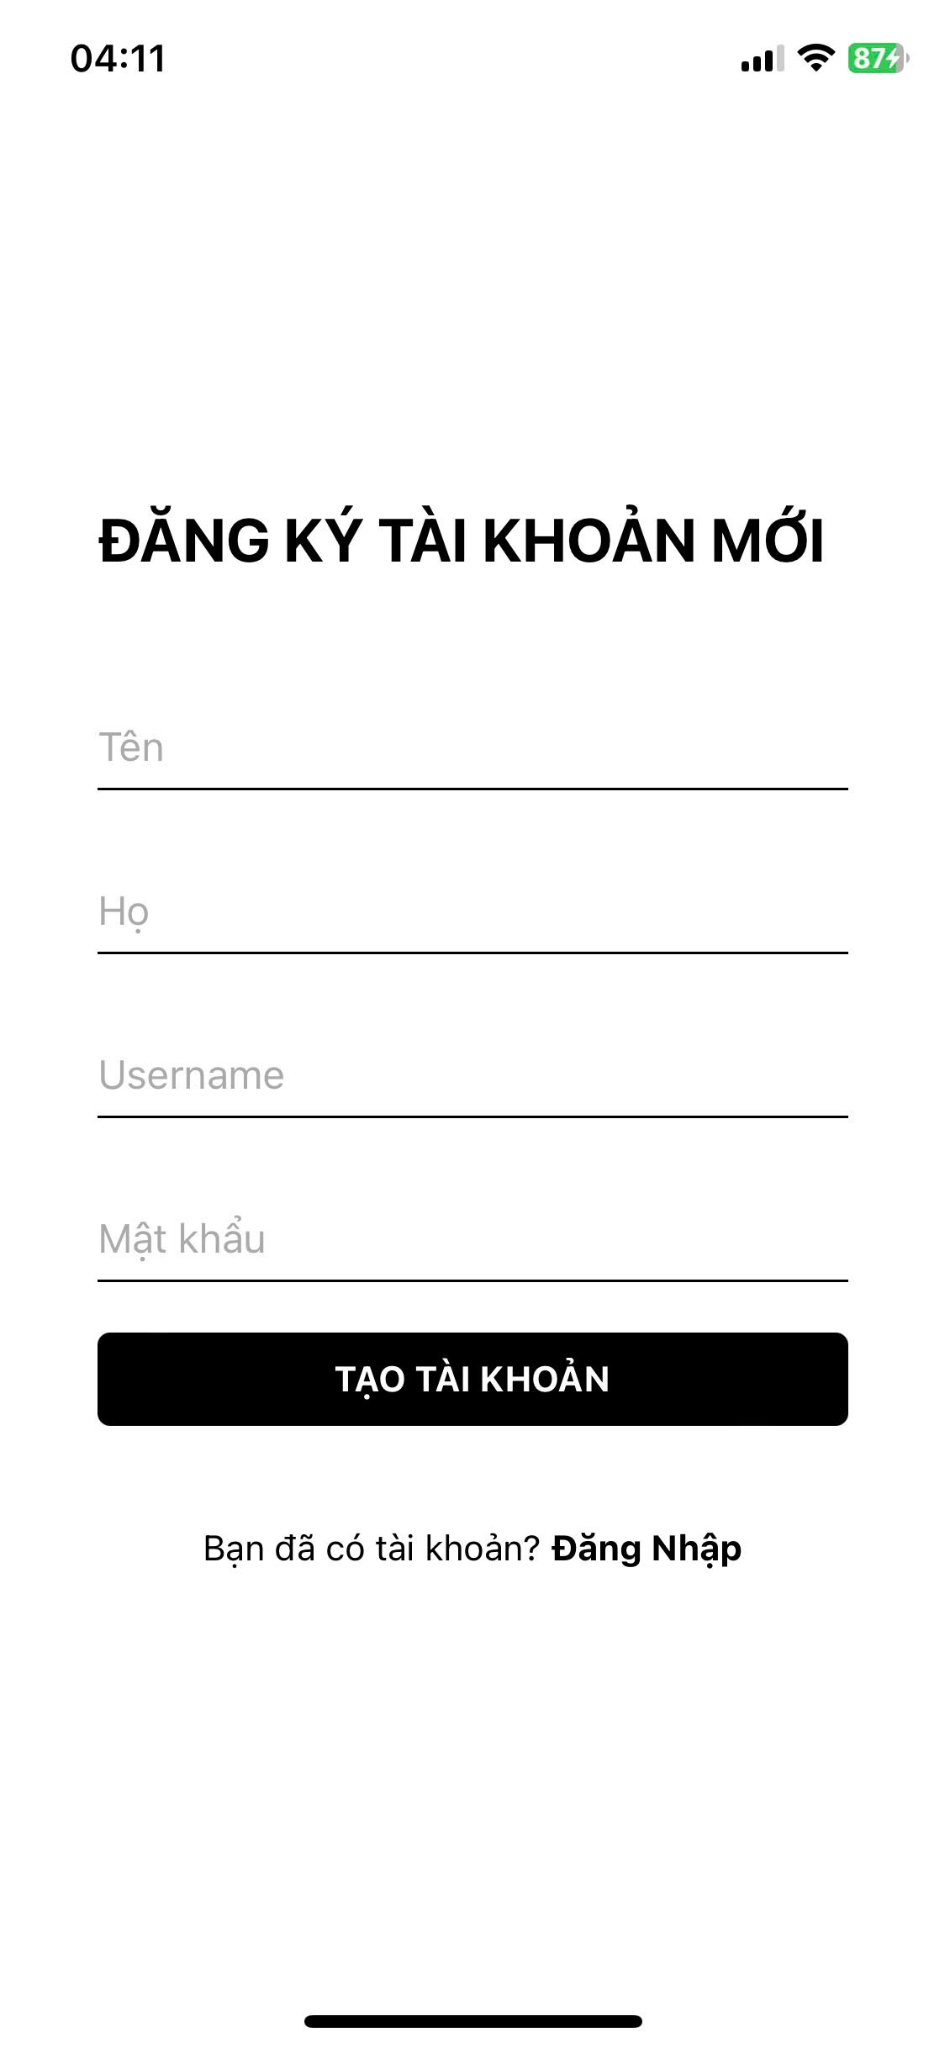 04:11
87
ĐĂNG KÝ TÀI KHOẢN MỚI
Tên
Họ
Username
Mật khẩu
TẠO TÀI KHOẢN
Bạn đã có tài khoản? Đăng Nhập